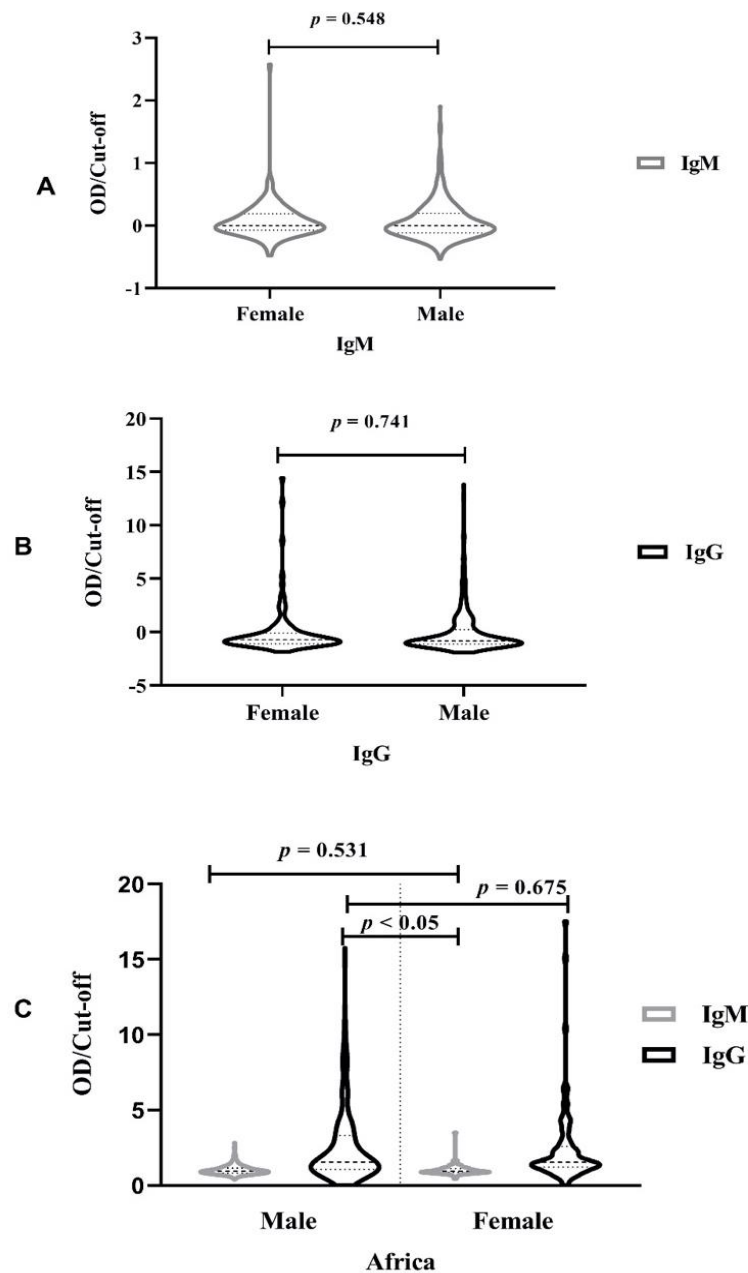 p = 0.548
3
2
1
0
-1
OD/Cut-off
A
Female Male
IgM
IgM
p = 0.741
20
15
10
5
0
-5
OD/Cut-off
B
Female Male
IgG
IgG
p = 0.531
p = 0.675
p < 0.05
20
15
10
5
0
OD/Cut-off
C
Male Female
Africa
IgM
IgG